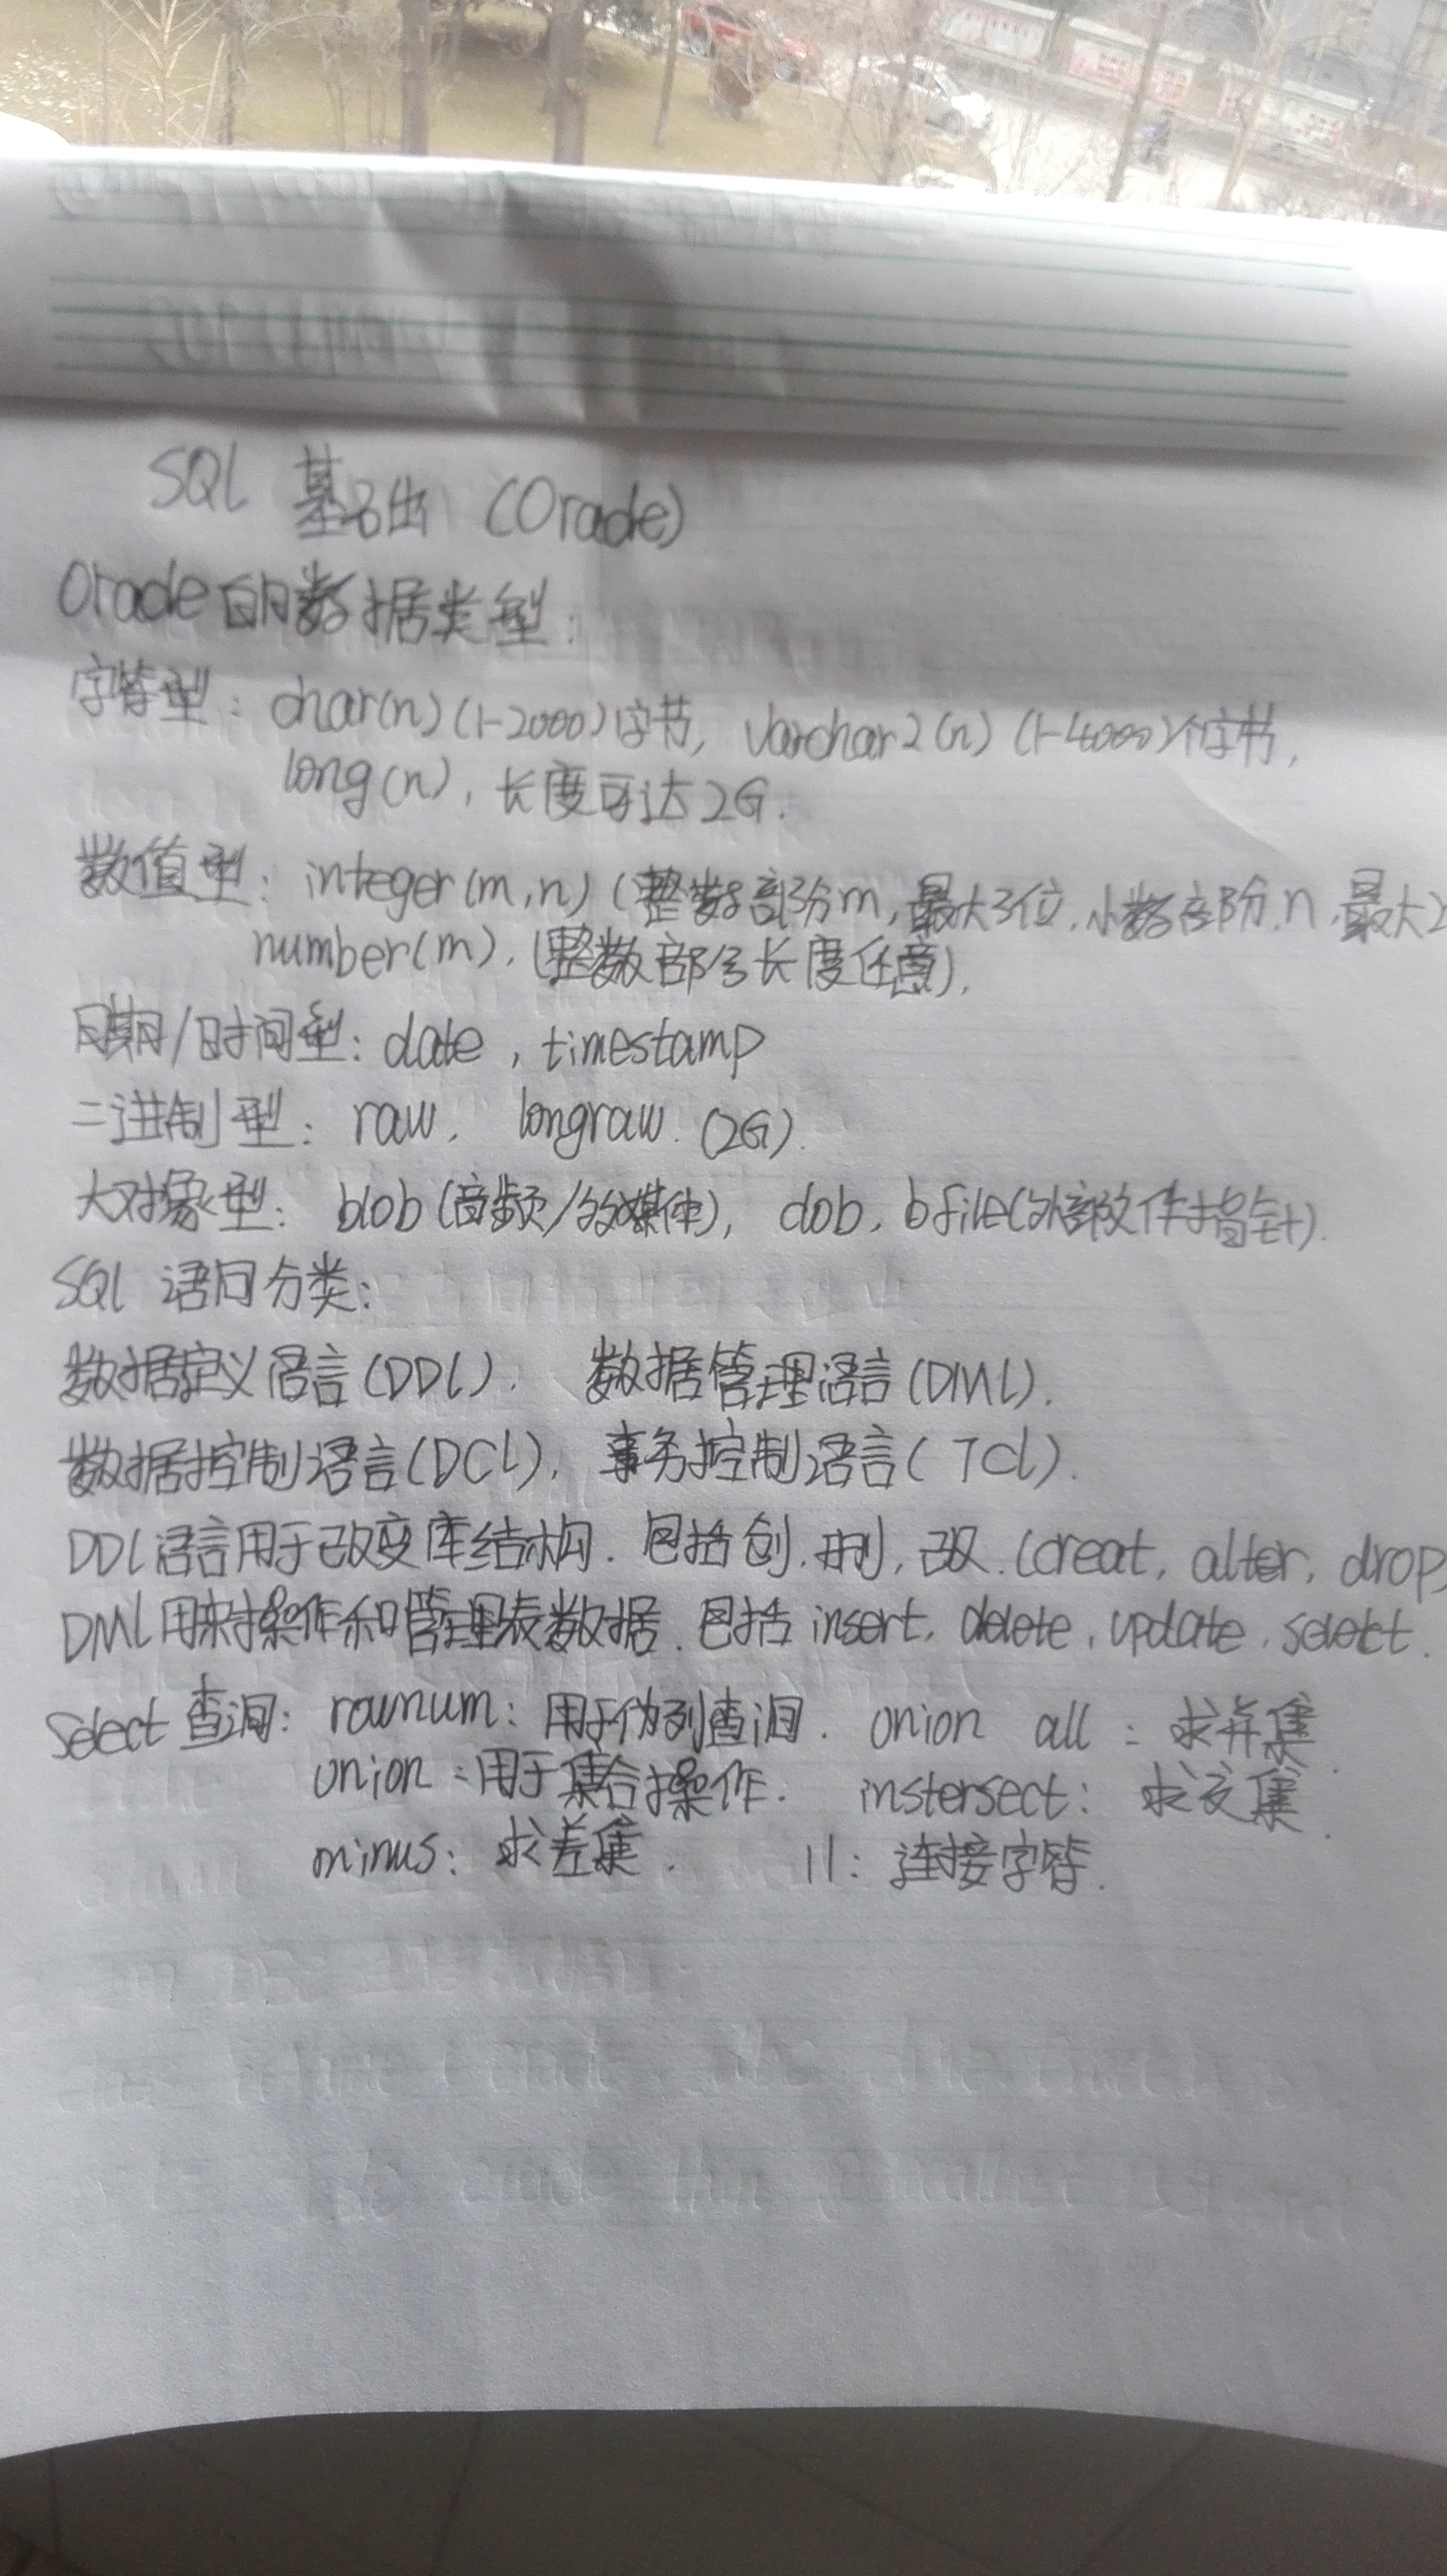 SQL 基础 (Oracle)
Oracle的数据类型:
字符型: char(n)(1-2000)字节, varchar2(n) (1-4000)个字节,
long(n), 长度可达2G.
数值型: integer(m,n) (整数部分m, 最大3位, 小数部分n, 最大2
number(m), (整数部分长度任意),
日期/时间型: date , timestamp
二进制型: raw, longraw. (2G).
大对象型: blob (音频/多媒体), clob, bfile(外部文件指针).
SQL 语句分类:
数据定义语言(DDL). 数据管理语言(DML).
数据控制语言(DCL), 事务控制语言(TCL).
DDL语言用于改变库结构. 包括创, 删, 改. (creat, alter, drop)
DML用来操作和管理表数据. 包括 insert, delete, update, select.
Select 查询: rownum: 用于伪列查询. union all : 求并集.
union : 用于集合操作. instersect: 求交集.
minus: 求差集. ||: 连接字符.